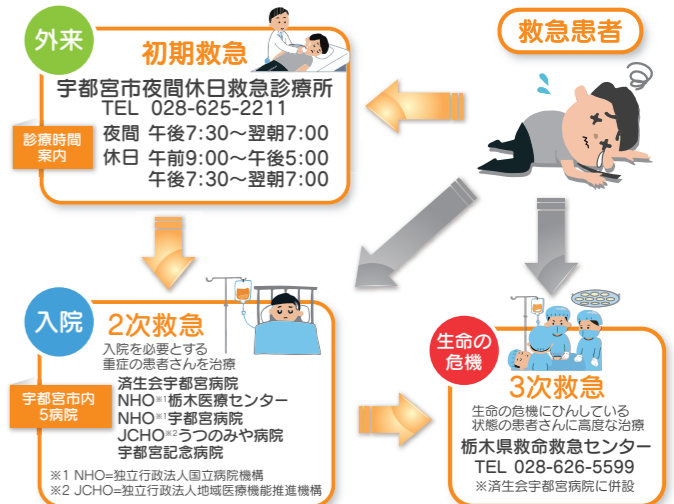 救急患者
外来
初期救急
宇都宮市夜間休日救急診療所
TEL 028-625-2211
診療時間
案内
夜間 午後7:30～翌朝7:00
休日 午前9:00～午後5:00
午後7:30～翌朝7:00
入院
2次救急
入院を必要とする
重症の患者さんを治療
宇都宮市内
5病院
済生会宇都宮病院
NHO※1栃木医療センター
NHO※1宇都宮病院
JCHO※2うつのみや病院
宇都宮記念病院
※1 NHO=独立行政法人国立病院機構
※2 JCHO=独立行政法人地域医療機能推進機構
生命の
危機
3次救急
生命の危機にひんしている
状態の患者さんに高度な治療
栃木県救命救急センター
TEL 028-626-5599
※済生会宇都宮病院に併設